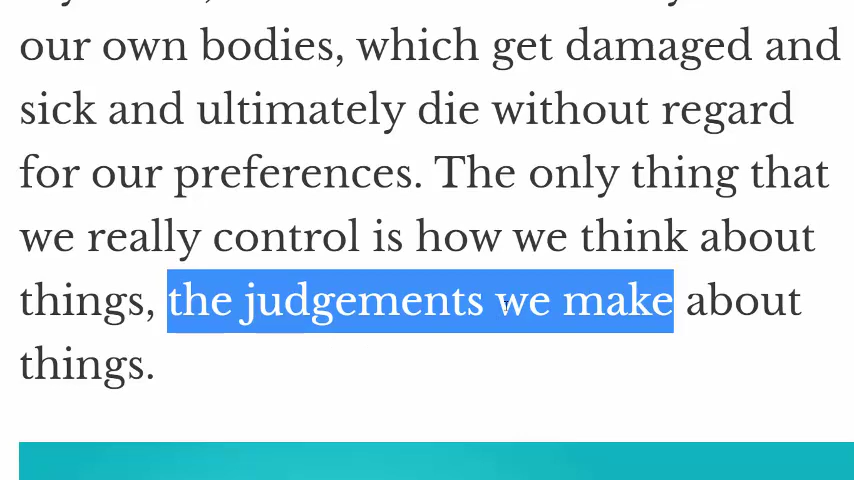 our own bodies, which get damaged and
sick and ultimately die without regard
for our preferences. The only thing that
we really control is how we think about
things, the judgements we make about
things.